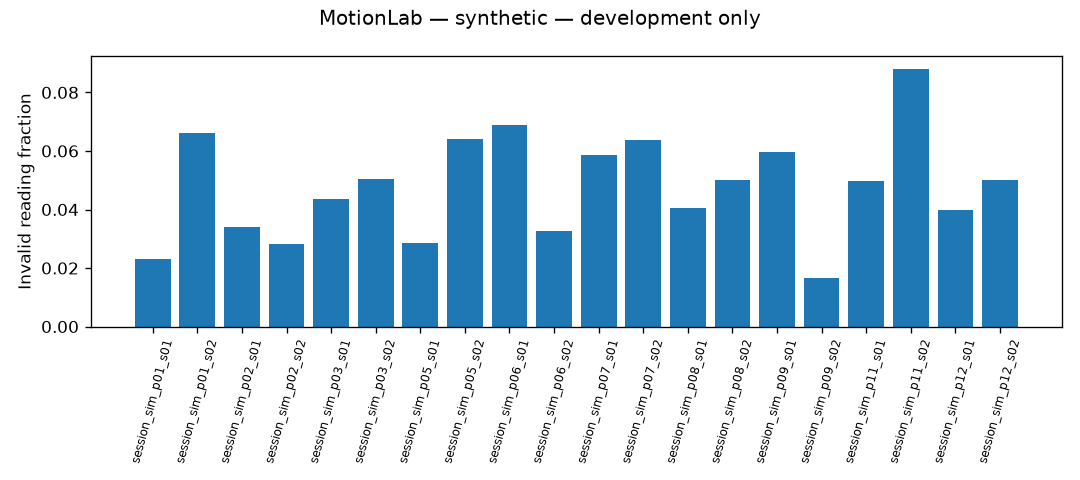 MotionLab — synthetic — development only
Invalid reading fraction
0.08
0.06
0.04
0.02
0.00
session_sim_p01_s01
session_sim_p01_s02
session_sim_p02_s01
session_sim_p02_s02
session_sim_p03_s01
session_sim_p03_s02
session_sim_p05_s01
session_sim_p05_s02
session_sim_p06_s01
session_sim_p06_s02
session_sim_p07_s01
session_sim_p07_s02
session_sim_p08_s01
session_sim_p08_s02
session_sim_p09_s01
session_sim_p09_s02
session_sim_p11_s01
session_sim_p11_s02
session_sim_p12_s01
session_sim_p12_s02